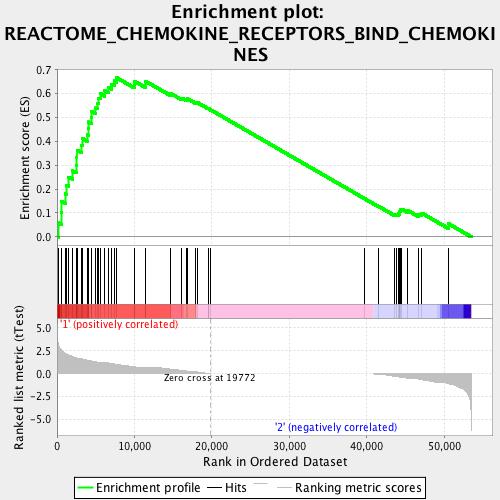 Enrichment plot:
REACTOME_CHEMOKINE_RECEPTORS_BIND_CHEMOKI
NES
Enrichment score (ES)
0.7
0.6
0.5
0.4
0.3
0.2
0.1
0.0
'1' (positively correlated)
Ranked list metric (tTest)
5.0
2.5
0.0
-2.5
-5.0
Zero cross at 19772
'2' (negatively correlated)
0
10,000
20,000
30,000
40,000
50,000
Rank in Ordered Dataset
Enrichment profile
Hits
Ranking metric scores